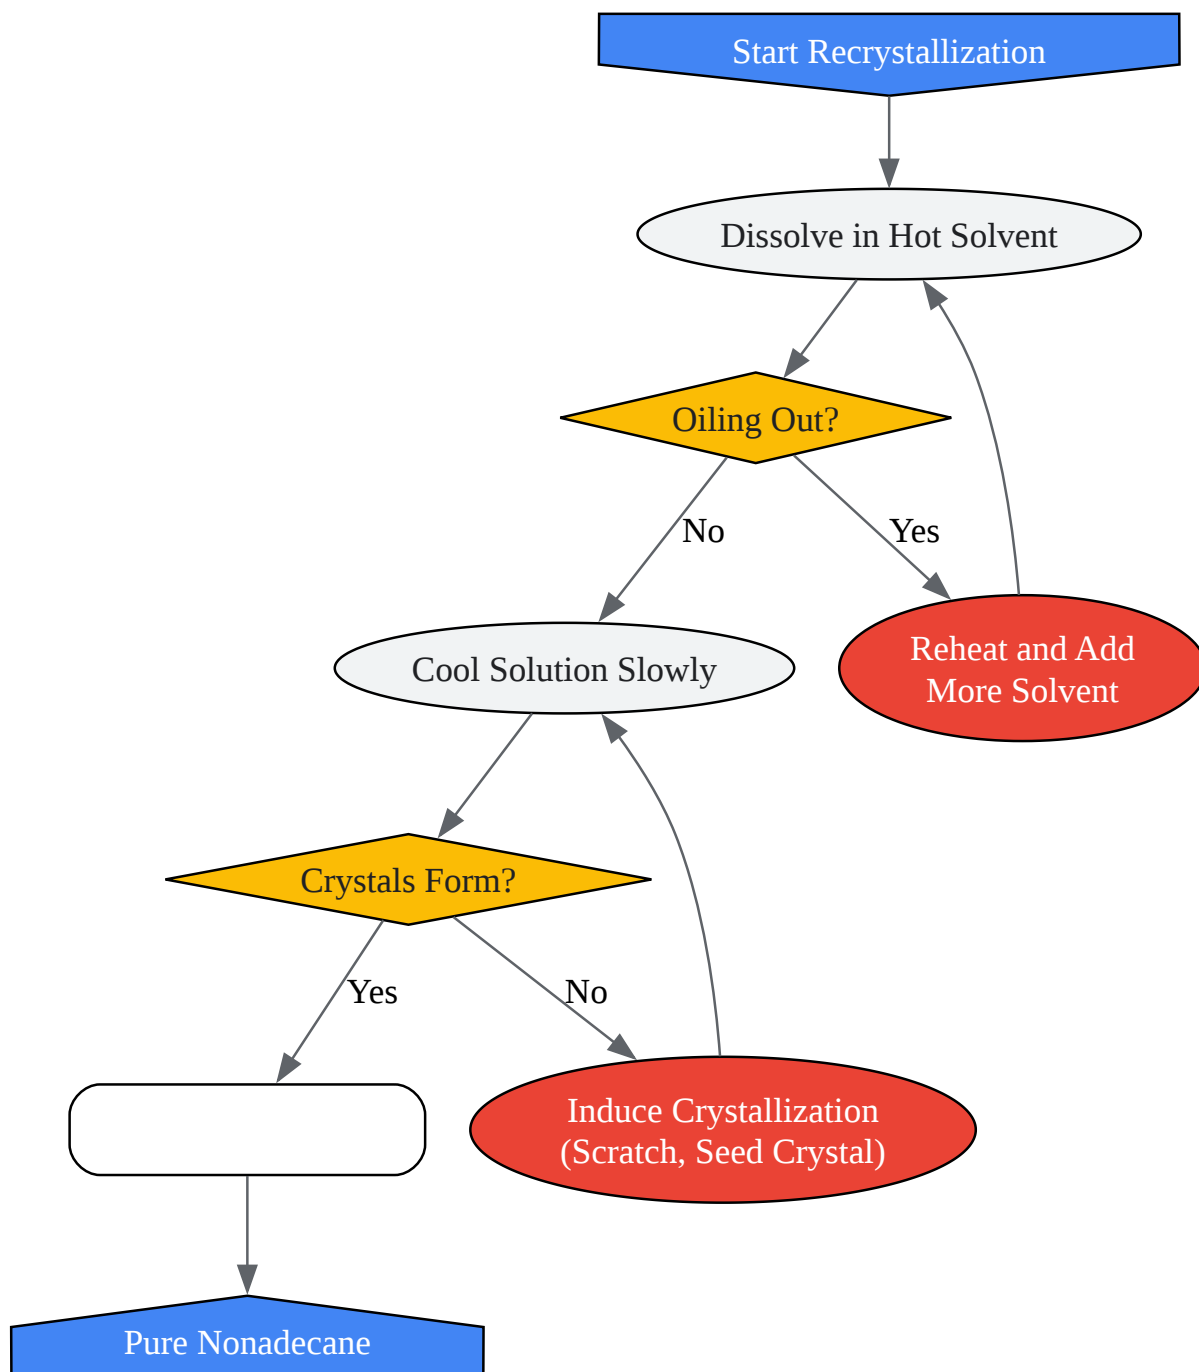 Start Recrystallization
Dissolve in Hot Solvent
Oiling Out?
No
Yes
Cool Solution Slowly
Reheat and Add
More Solvent
Crystals Form?
Yes
No
Induce Crystallization
(Scratch, Seed Crystal)
Pure Nonadecane